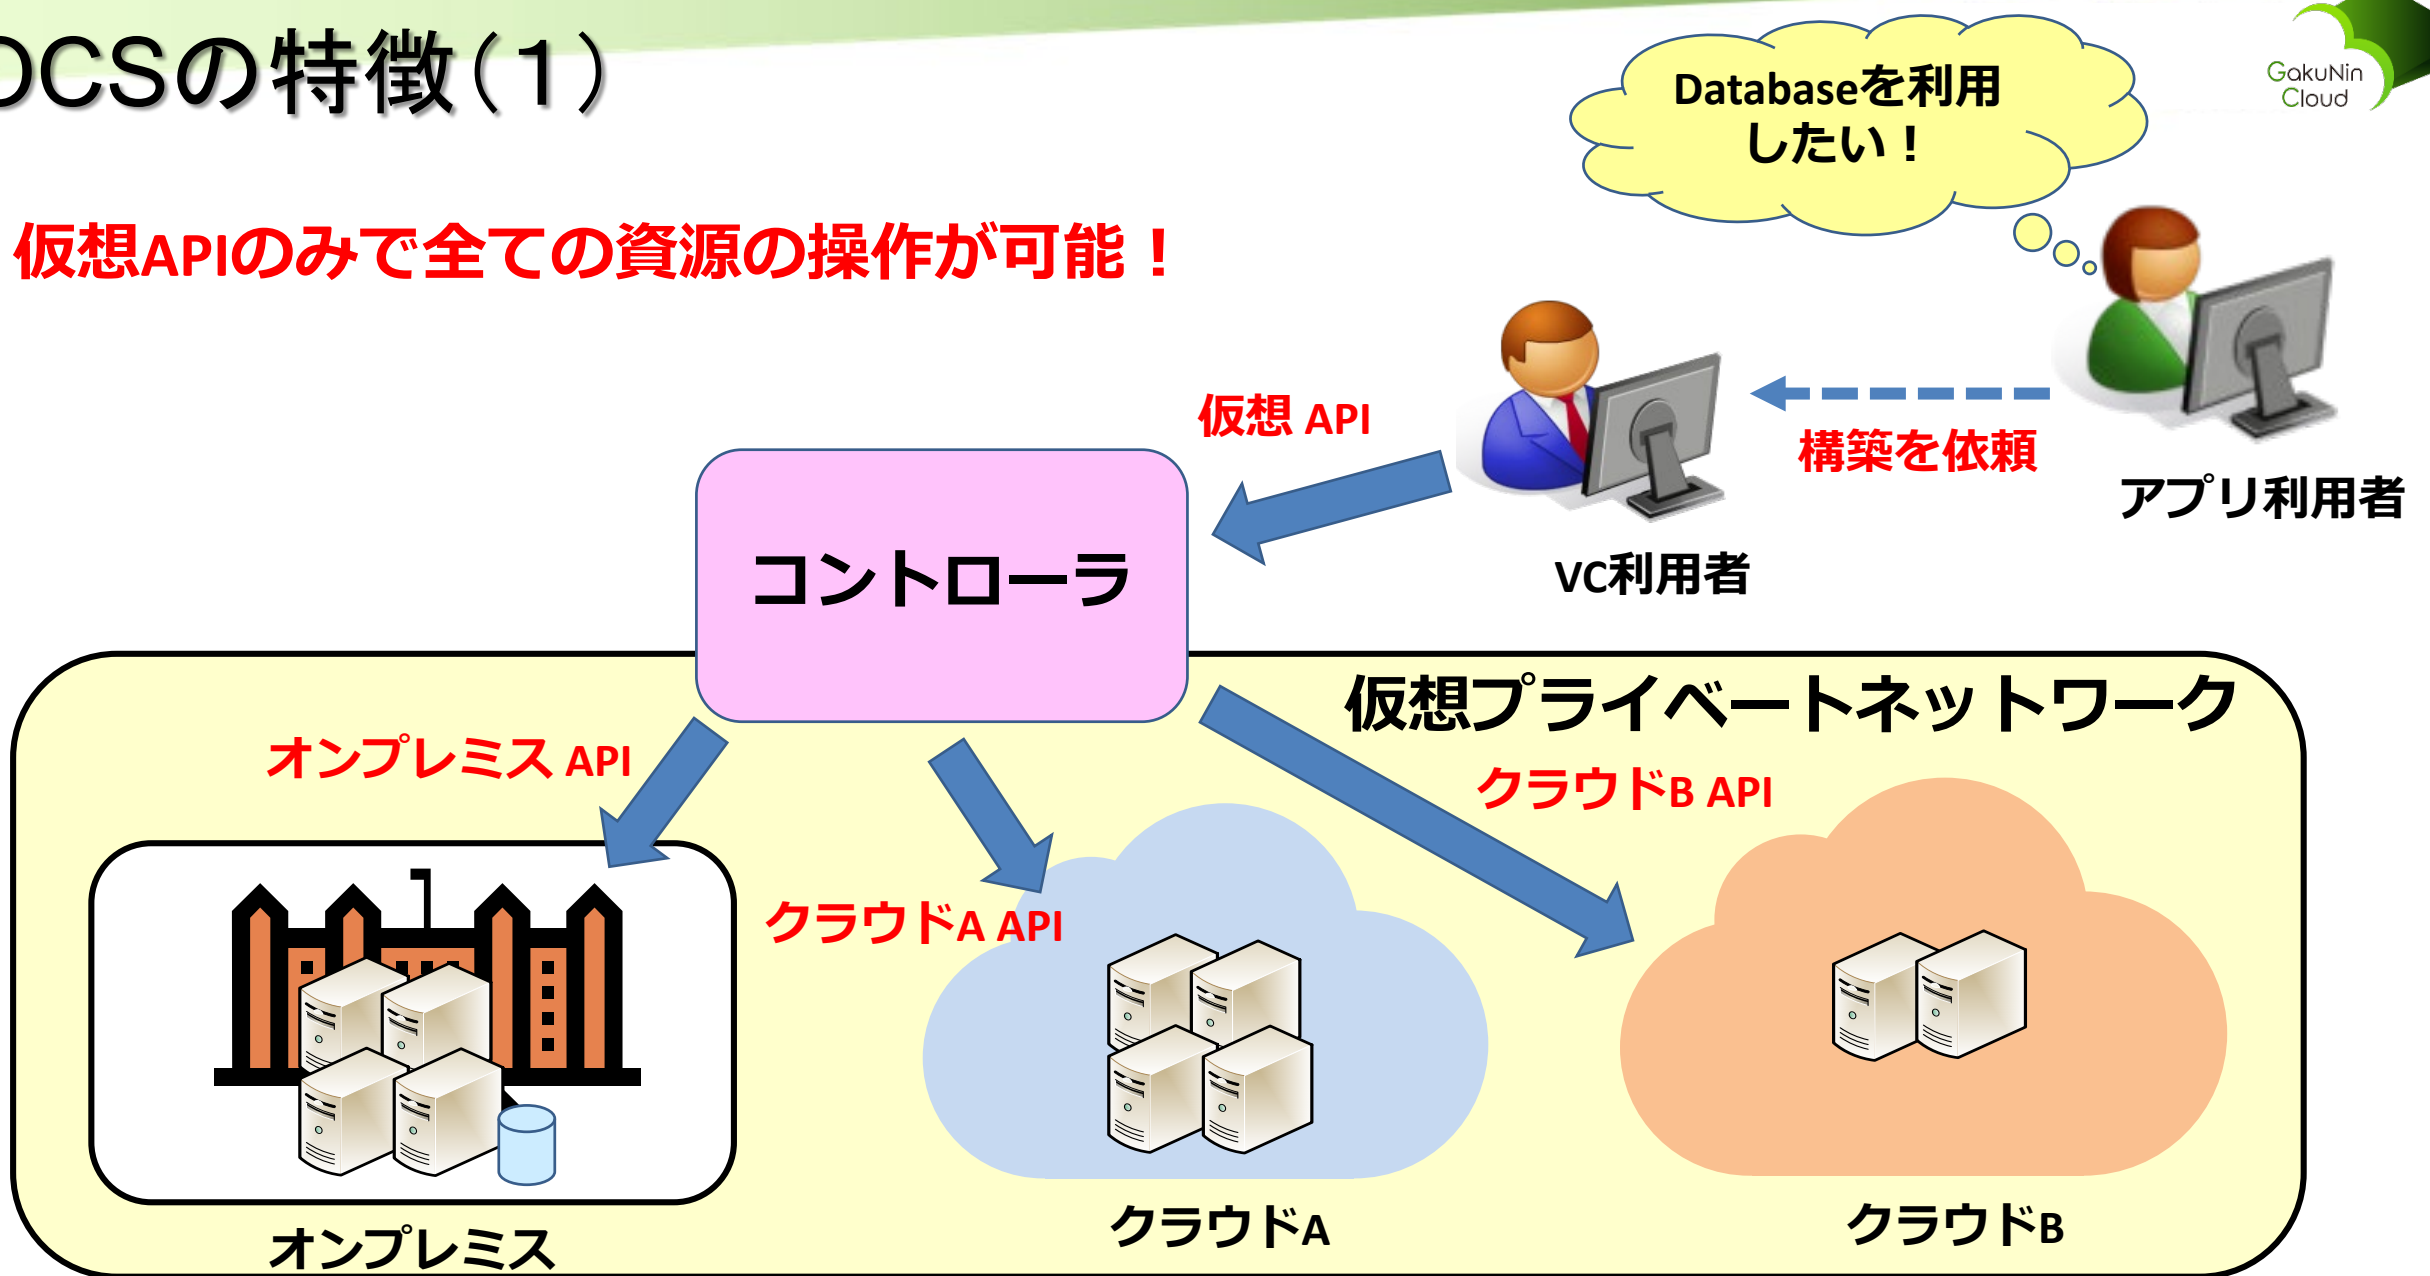 OCSの特徴（1）
GakuNin
Cloud
Databaseを利用
したい！
仮想APIのみで全ての資源の操作が可能！
仮想 API
構築を依頼
アプリ利用者
VC利用者
コントローラ
仮想プライベートネットワーク
オンプレミス API
クラウドB API
クラウドA API
オンプレミス
クラウドA
クラウドB